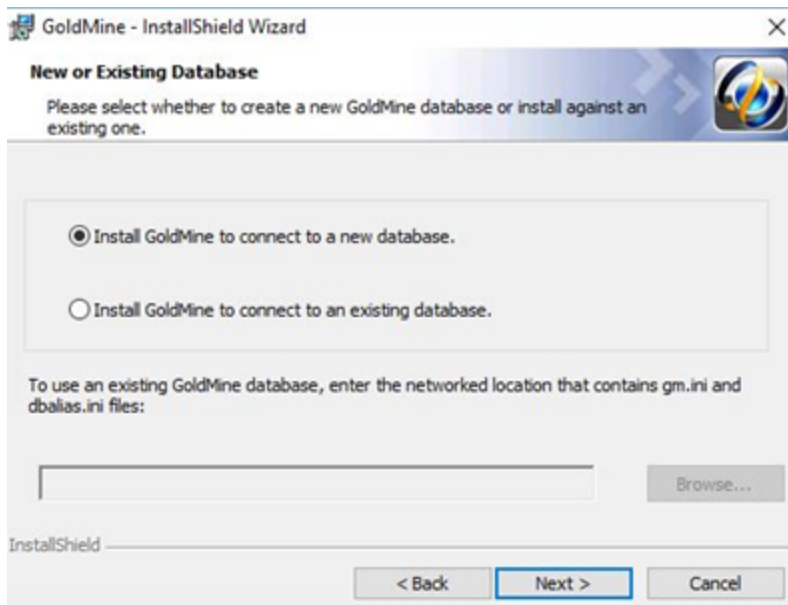 GoldMine - InstallShield Wizard
New or Existing Database
Please select whether to create a new GoldMine database or install against an
existing one.
Install GoldMine to connect to a new database.
Install GoldMine to connect to an existing database.
To use an existing GoldMine database, enter the networked location that contains gm.ini and
dbalias.ini files:
Browse...
InstallShield
< Back
Next >
Cancel